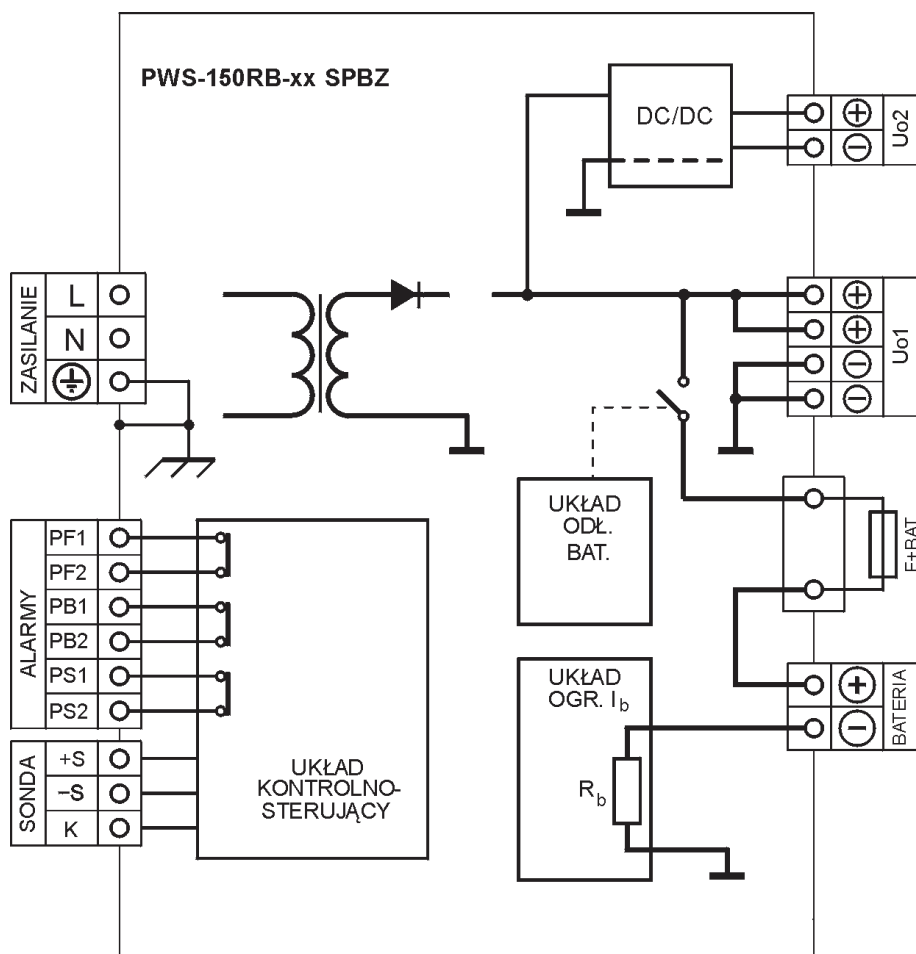 PWS-150RB-xx SPBZ
DC/DC
+
−
Uo2
ZASILANIE
L
N
+
+
−
−
Uo1
UKŁAD
ODŁ.
BAT.
F+BAT
ALARMY
PF1
PF2
PB1
PB2
PS1
PS2
SONDA
+S
−S
K
UKŁAD
KONTROLNO-
STERUJĄCY
UKŁAD
OGR. Ib
Rb
+
−
BATERIA